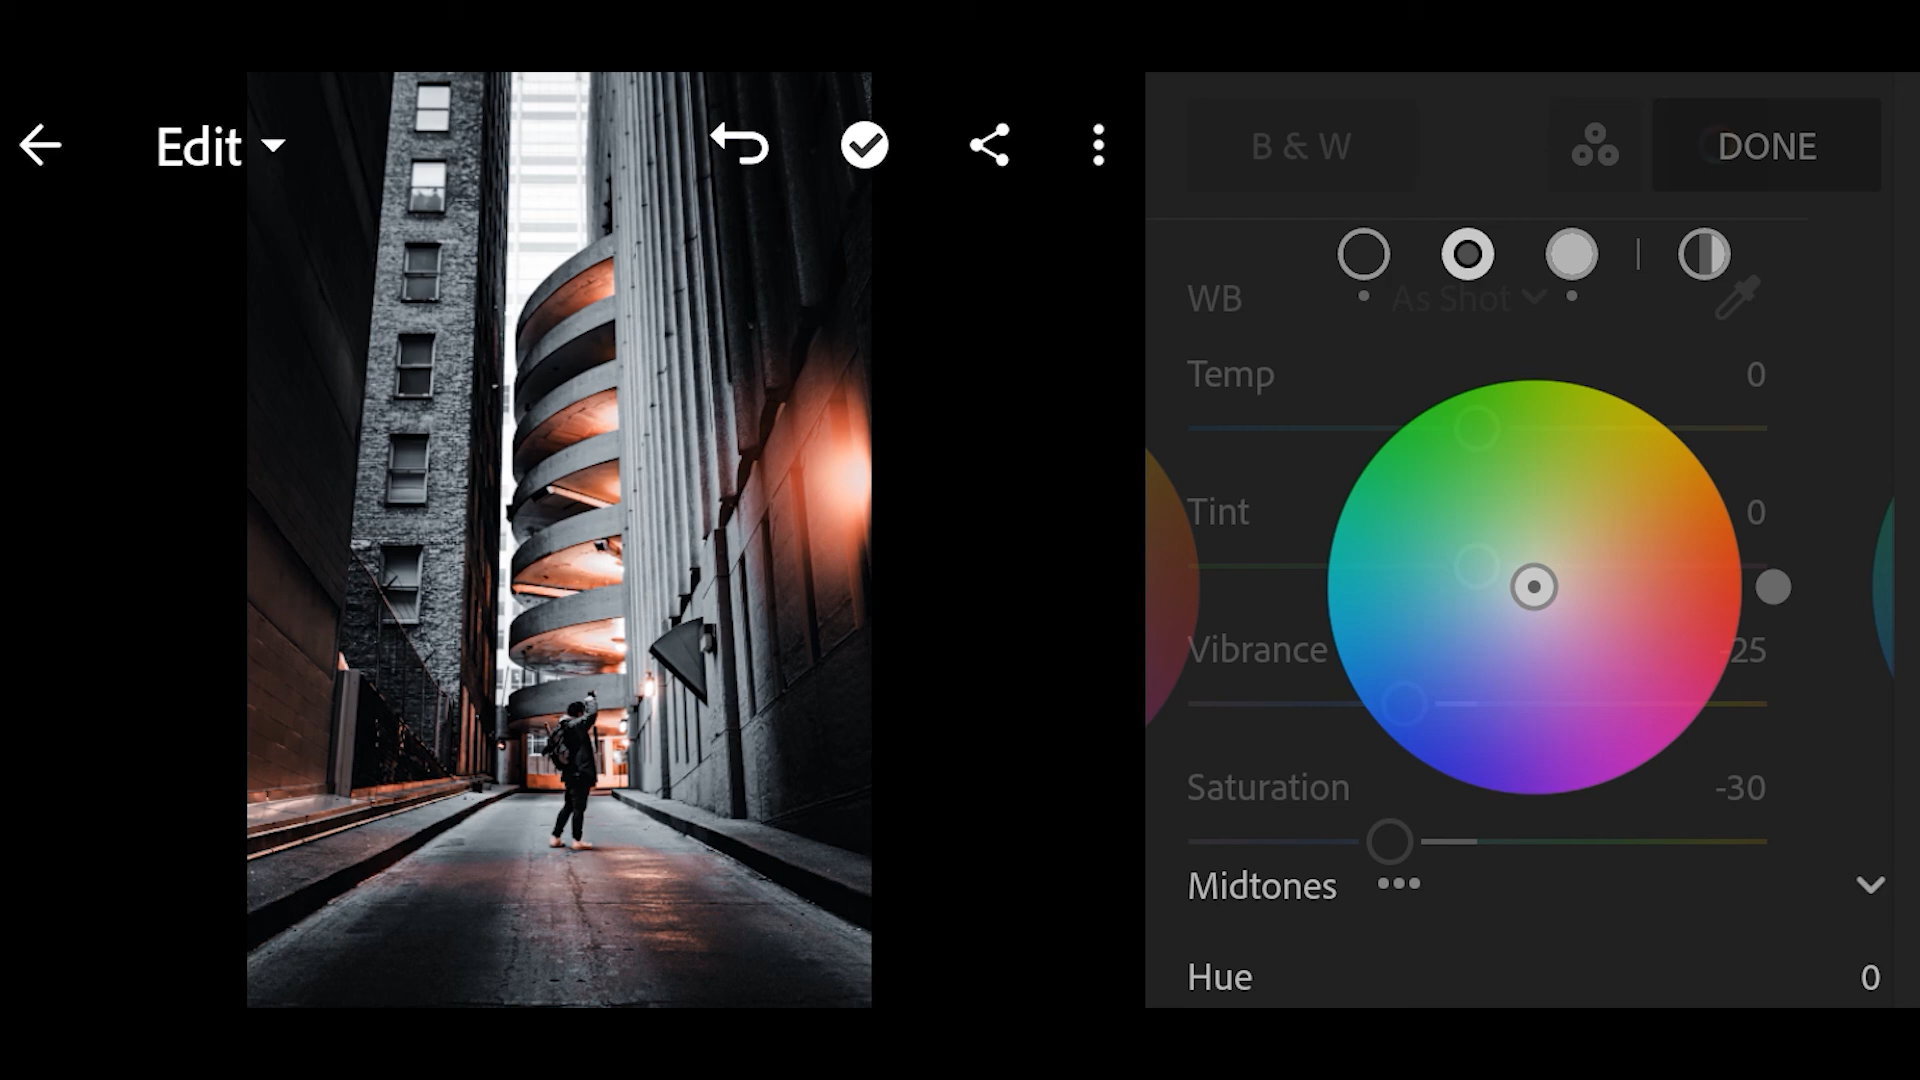 Edit
B & W
DONE
WB As Shot
Temp 0
Tint 0
Vibrance -25
Saturation -30
Midtones
Hue 0